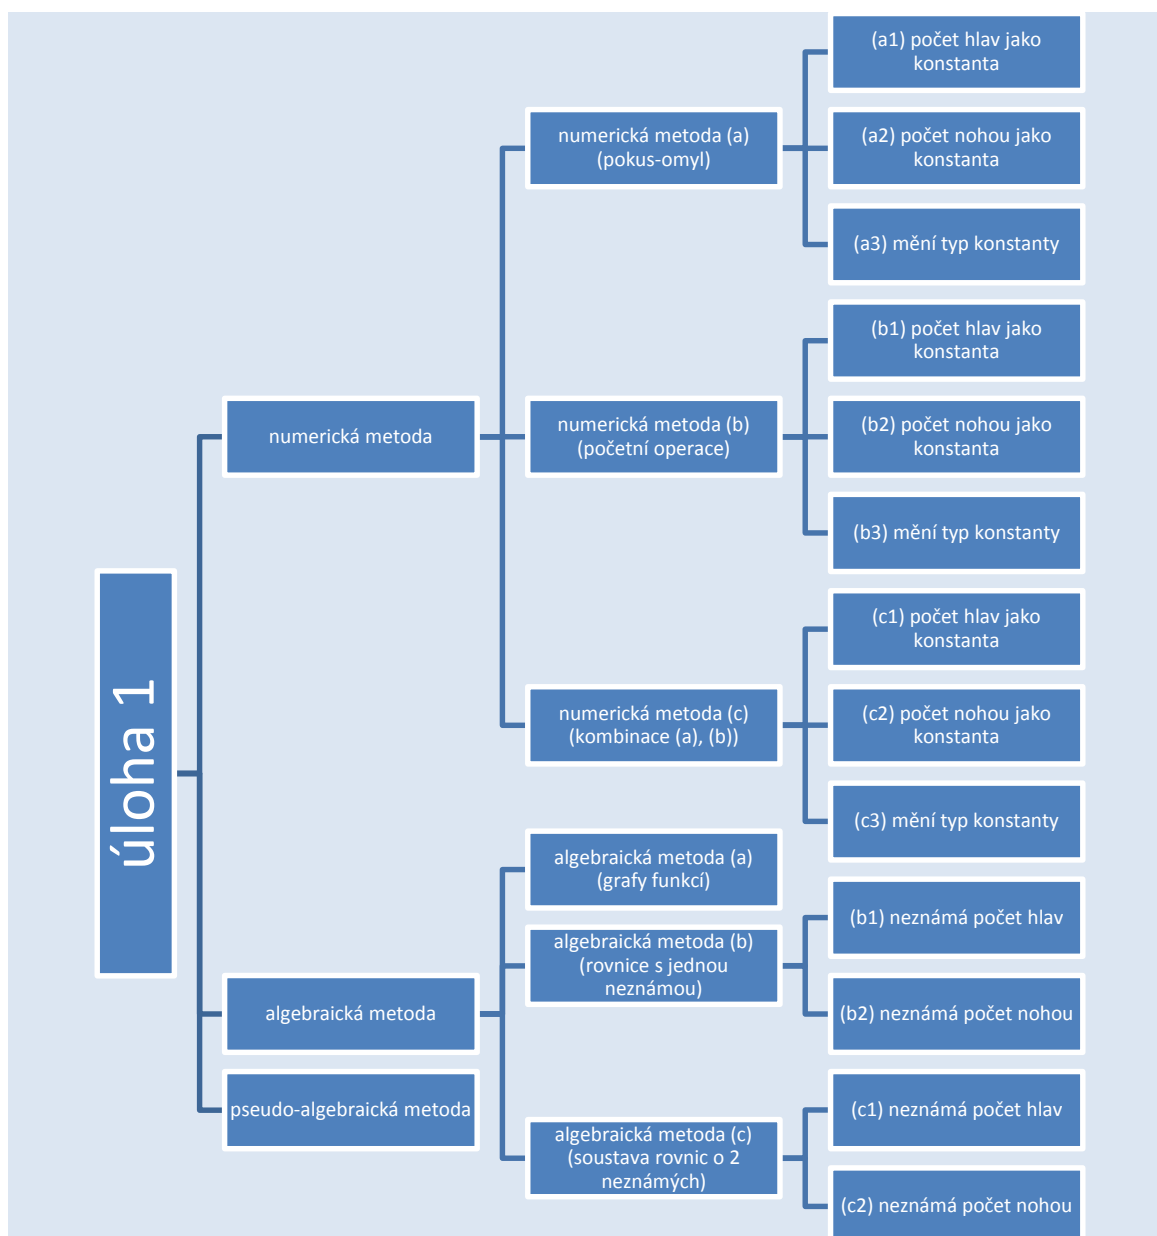 úloha 1
numerická metoda
numerická metoda (a)
(pokus-omyl)
(a1) počet hlav jako
konstanta
(a2) počet nohou jako
konstanta
(a3) mění typ konstanty
numerická metoda (b)
(početní operace)
(b1) počet hlav jako
konstanta
(b2) počet nohou jako
konstanta
(b3) mění typ konstanty
numerická metoda (c)
(kombinace (a), (b))
(c1) počet hlav jako
konstanta
(c2) počet nohou jako
konstanta
(c3) mění typ konstanty
algebraická metoda
algebraická metoda (a)
(grafy funkcí)
algebraická metoda (b)
(rovnice s jednou
neznámou)
(b1) neznámá počet hlav
(b2) neznámá počet nohou
algebraická metoda (c)
(soustava rovnic o 2
neznámých)
(c1) neznámá počet hlav
(c2) neznámá počet nohou
pseudo-algebraická metoda